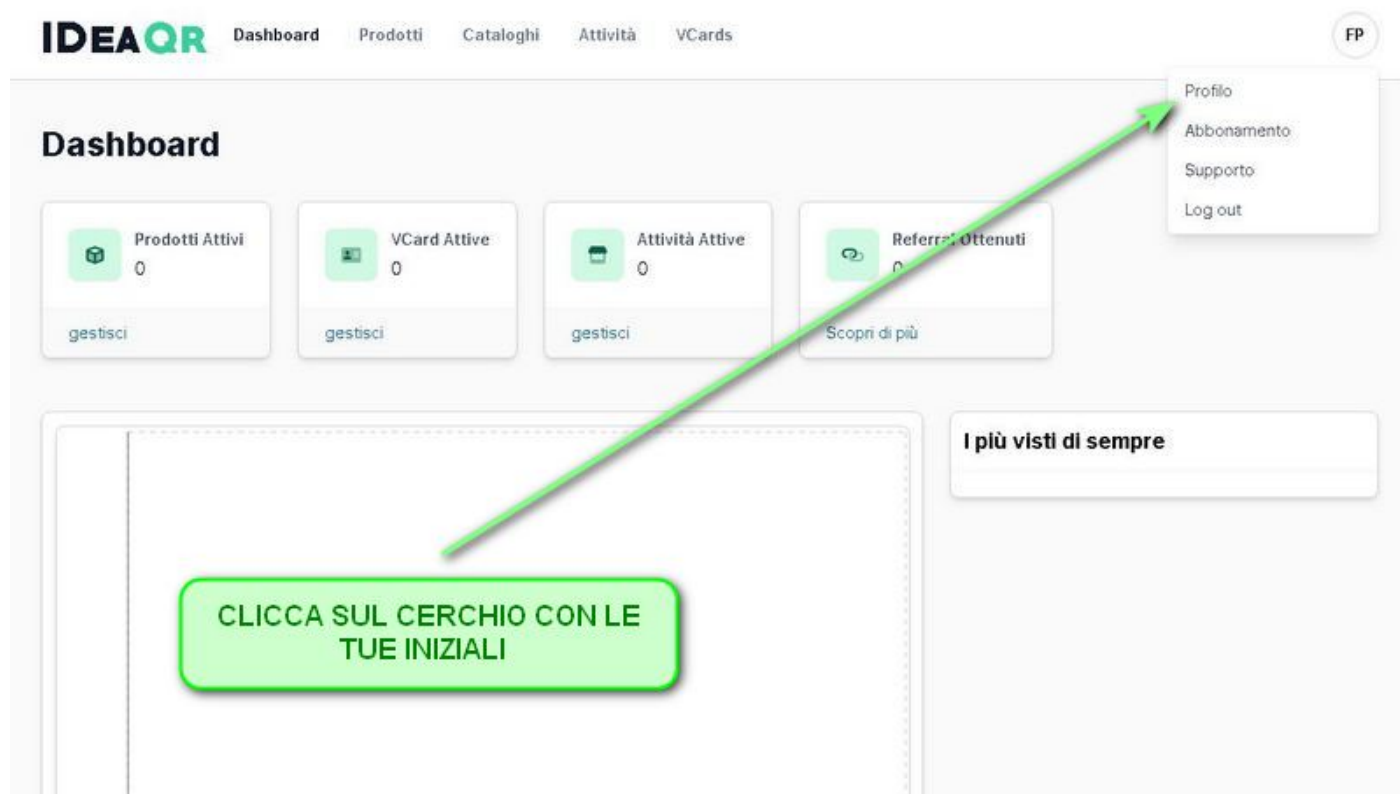 IDEAQR Dashboard Prodotti Cataloghi Attività VCards FP
Profilo
Abbonamento
Supporto
Log out
Dashboard
Prodotti Attivi
0
gestisci
VCard Attive
0
gestisci
Attività Attive
0
gestisci
Referral Ottenuti
0
Scopri di più
I più visti di sempre
CLICCA SUL CERCHIO CON LE
TUE INIZIALI